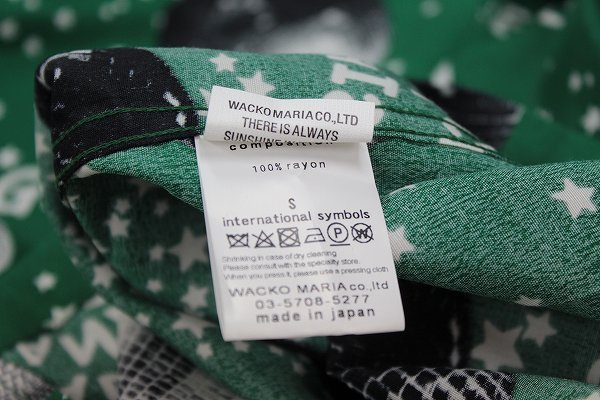 WACKO MARIA CO.,LTD
THERE IS ALWAYS
SUNSHINE
composition
100% rayon
S
international symbols
P W
Shrinking in case of dry cleaning
Please consult with the specialty store.
When you press it, please use a pressing cloth
WACKO MARIA co.,ltd
03-5708-5277
made in japan